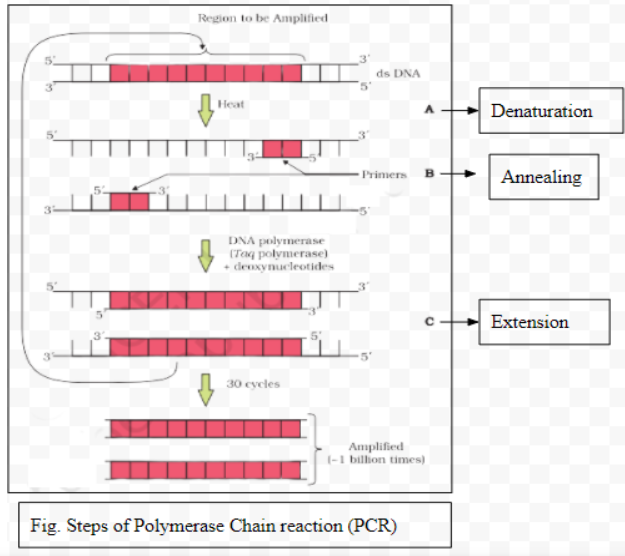 Region to be Amplified
5′ 3′
3′ 5′
ds DNA
Heat
A
Denaturation
5′ 3′
3′ 5′
Primers
B
Annealing
5′ 3′
3′ 5′
DNA polymerase
(Taq polymerase)
+ deoxynucleotides
5′ 3′
5′ 3′
C
Extension
3′ 5′
3′ 5′
30 cycles
Amplified
(~1 billion times)
Fig. Steps of Polymerase Chain reaction (PCR)